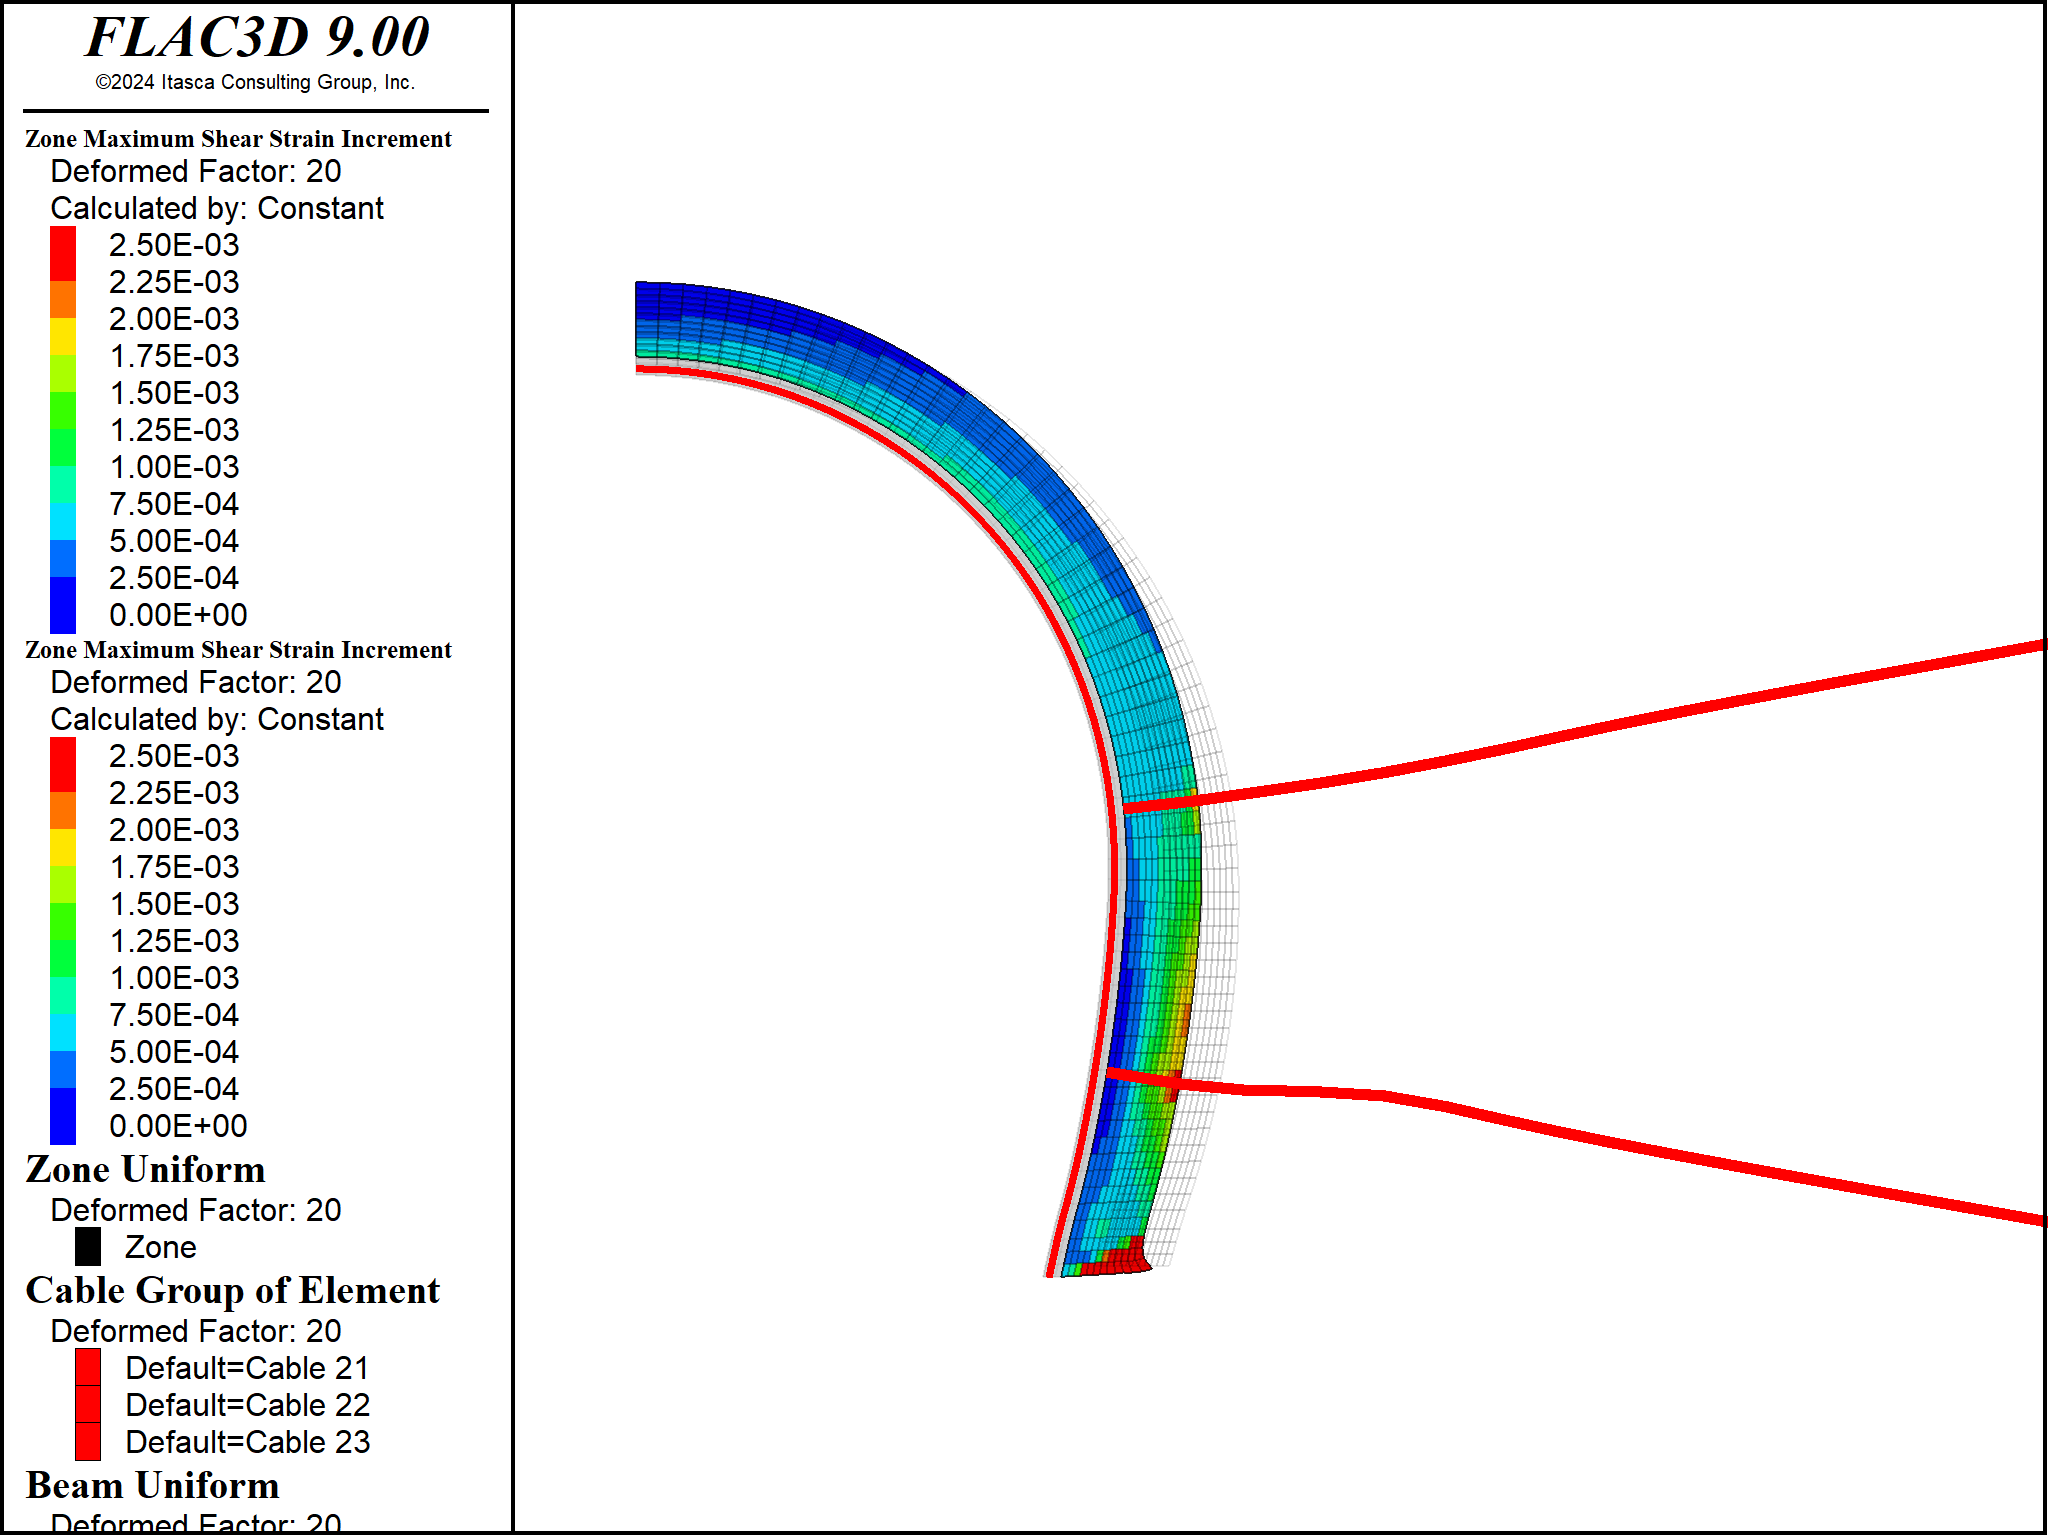 FLAC3D 9.00
©2024 Itasca Consulting Group, Inc.
Zone Maximum Shear Strain Increment
Deformed Factor: 20
Calculated by: Constant
2.50E-03
2.25E-03
2.00E-03
1.75E-03
1.50E-03
1.25E-03
1.00E-03
7.50E-04
5.00E-04
2.50E-04
0.00E+00
Zone Maximum Shear Strain Increment
Deformed Factor: 20
Calculated by: Constant
2.50E-03
2.25E-03
2.00E-03
1.75E-03
1.50E-03
1.25E-03
1.00E-03
7.50E-04
5.00E-04
2.50E-04
0.00E+00
Zone Uniform
Deformed Factor: 20
Zone
Cable Group of Element
Deformed Factor: 20
Default=Cable 21
Default=Cable 22
Default=Cable 23
Beam Uniform
Deformed Factor: 20